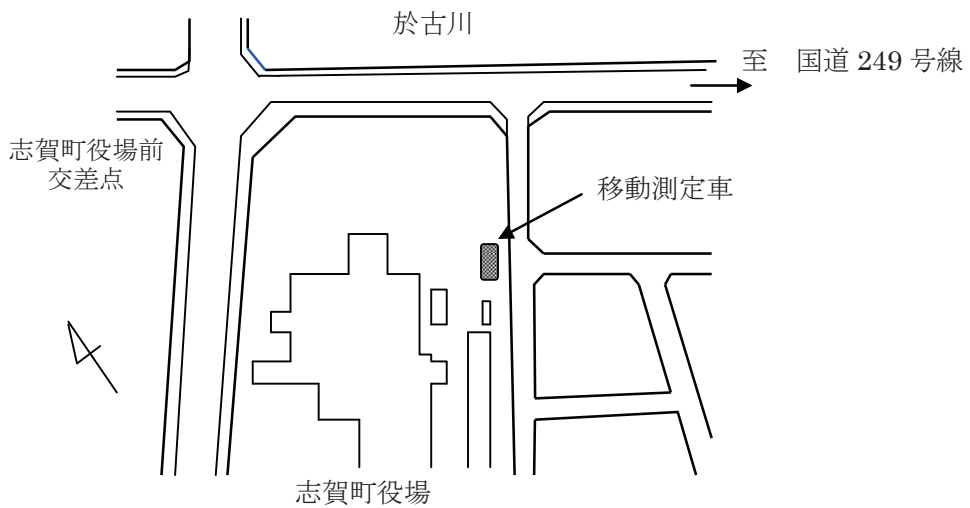 於古川
至　国道 249 号線
志賀町役場前
交差点
移動測定車
志賀町役場